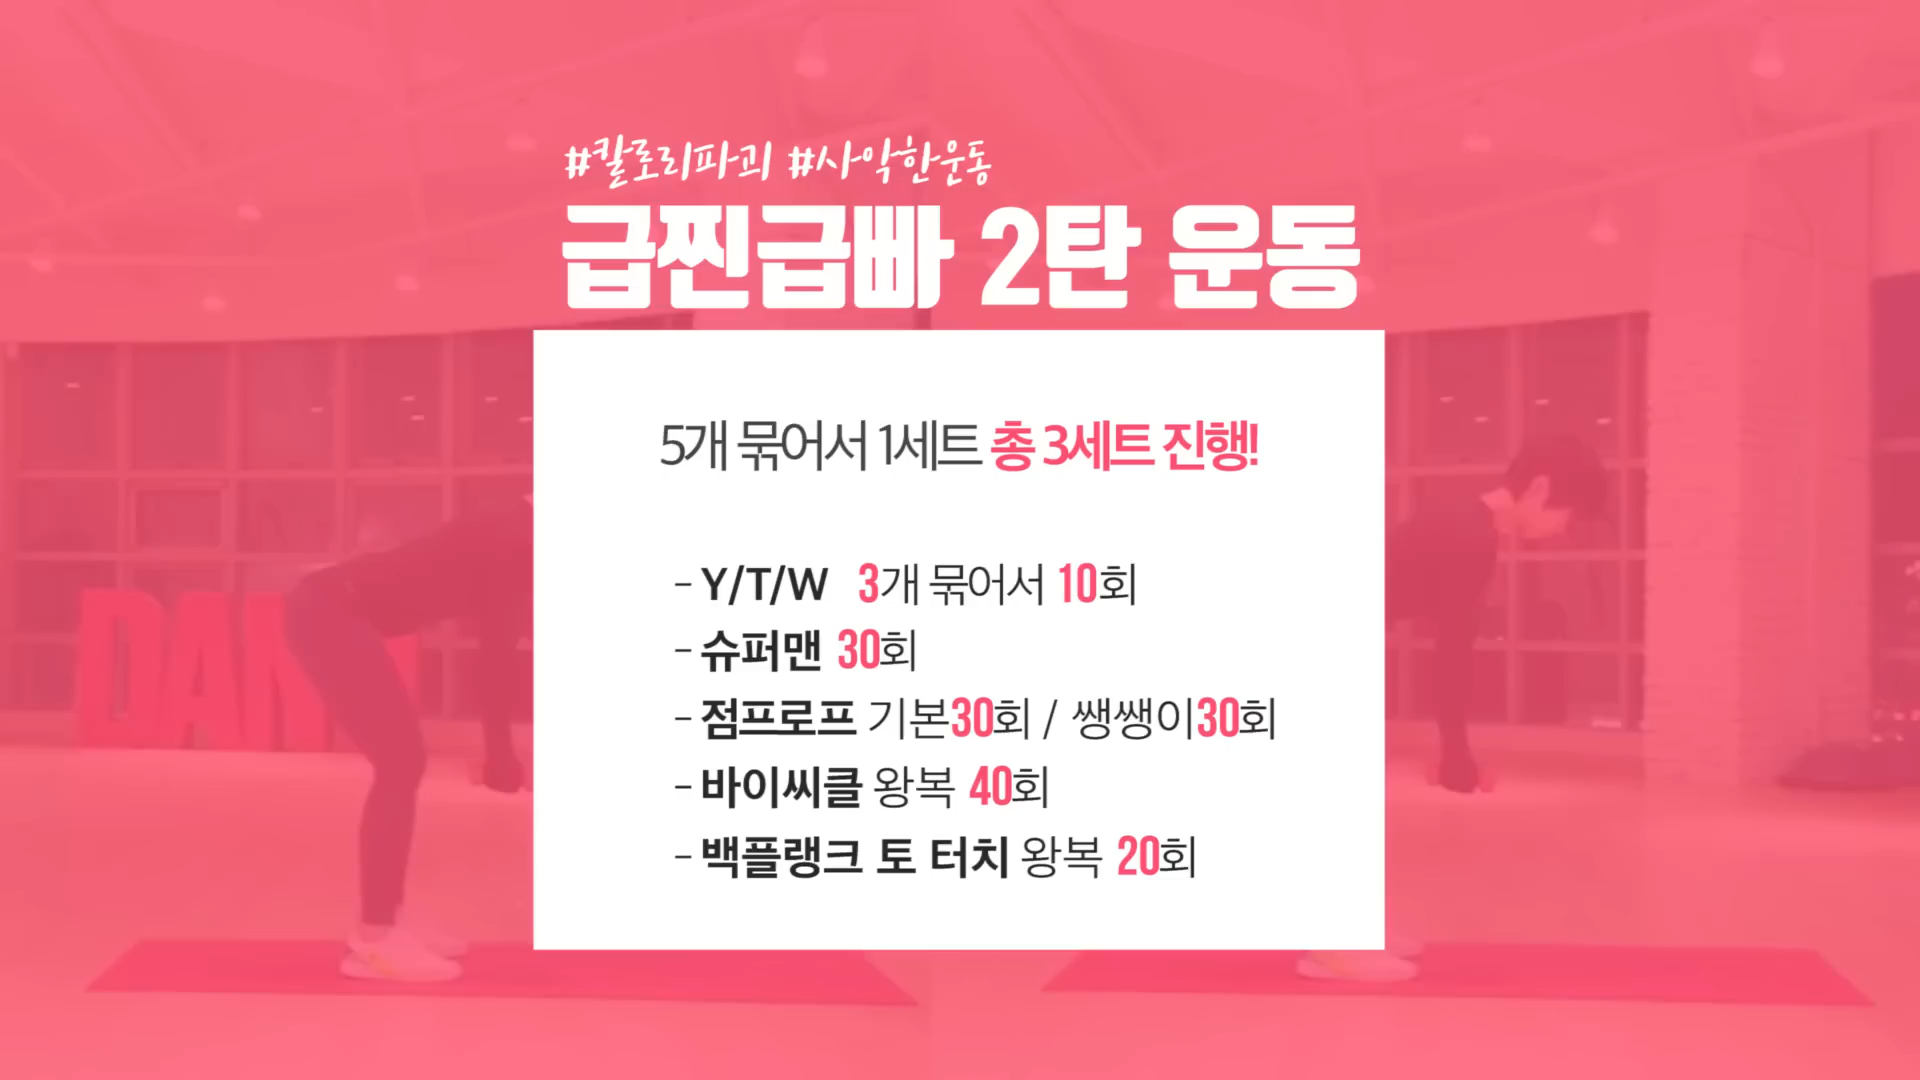 #칼로리파괴 #사악한운동
급찐급빠 2탄 운동
5개 묶어서 1세트 총 3세트 진행!
- Y/T/W 3개 묶어서 10회
- 슈퍼맨 30회
- 점프로프 기본30회 / 쌩쌩이30회
- 바이씨클 왕복 40회
- 백플랭크 토 터치 왕복 20회